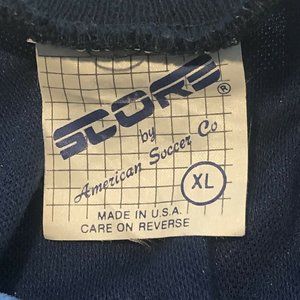 SCORE ®
by
American Soccer Co
XL
MADE IN U.S.A.
CARE ON REVERSE